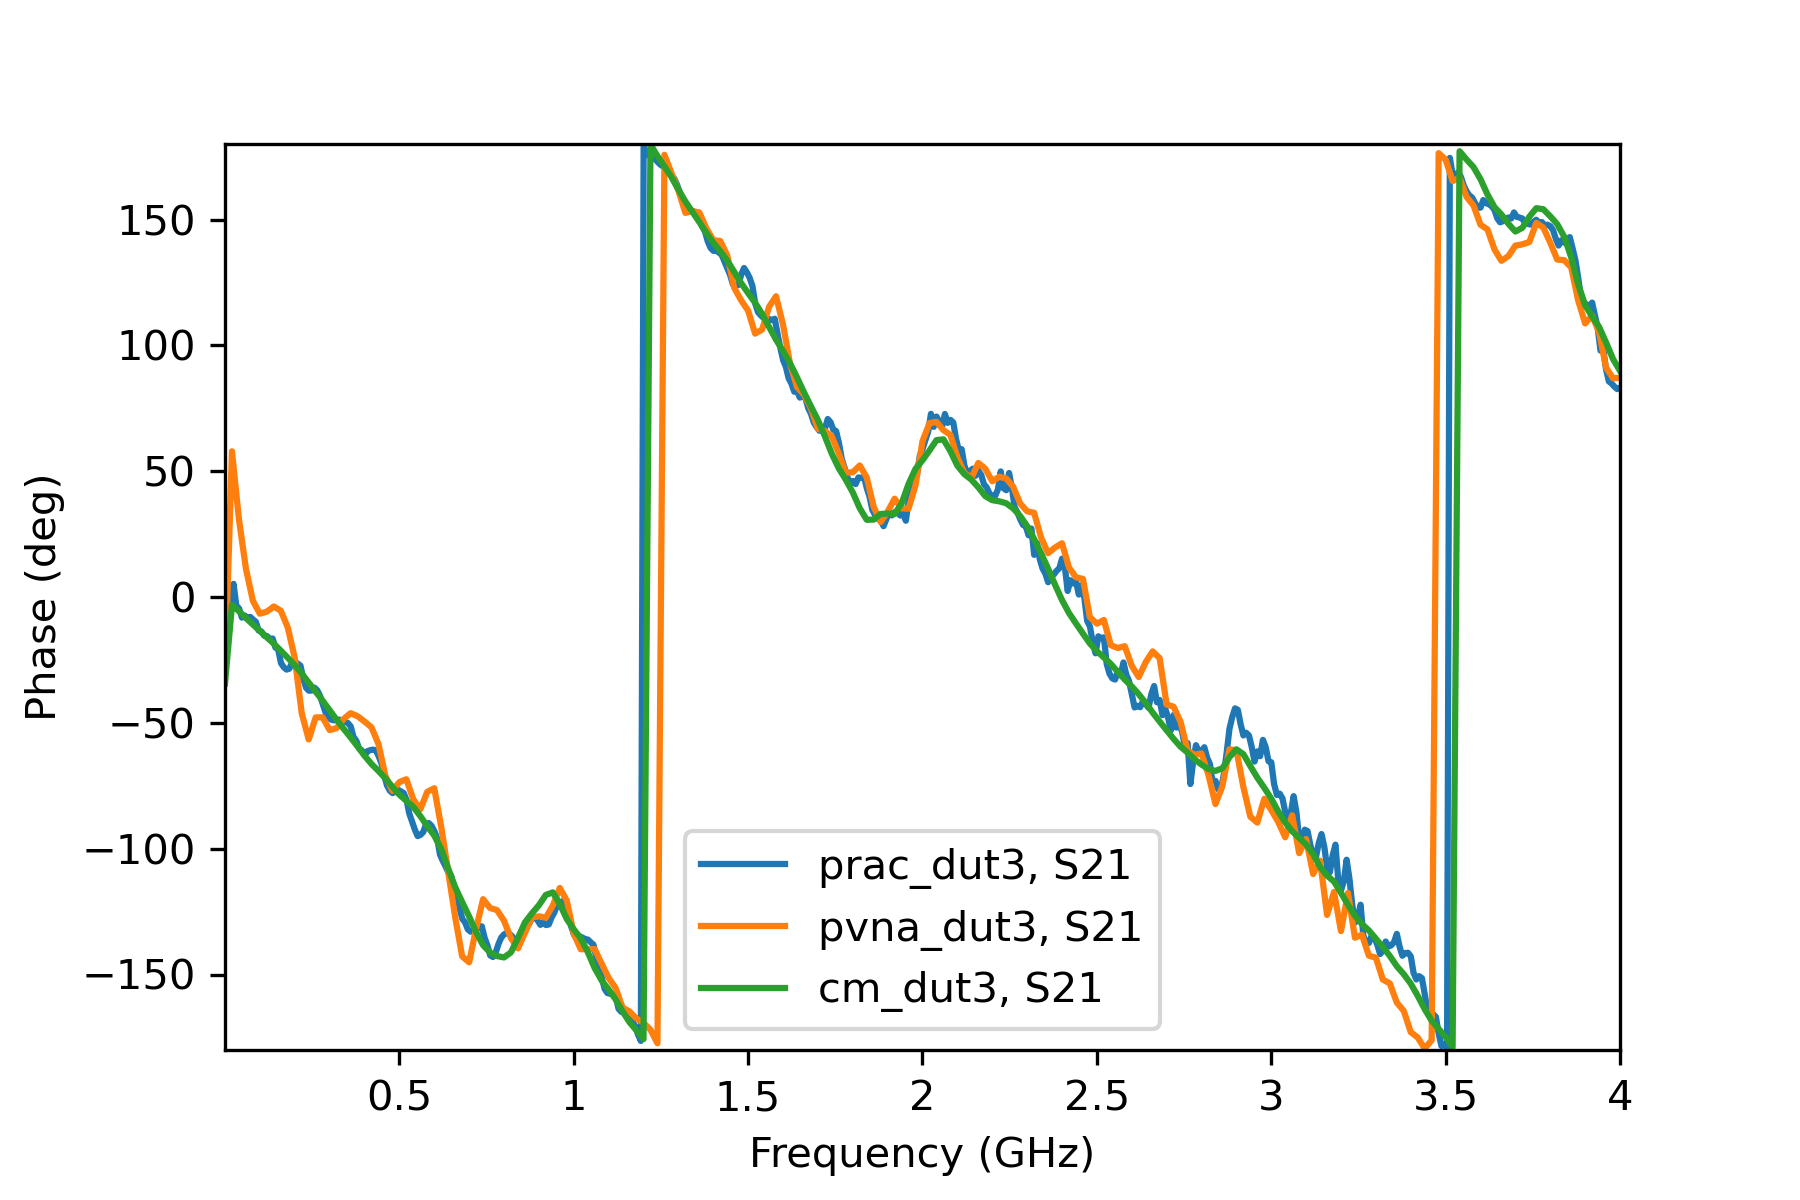 150
100
50
0
−50
−100
−150
Phase (deg)
prac_dut3, S21
pvna_dut3, S21
cm_dut3, S21
0.5 1 1.5 2 2.5 3 3.5 4
Frequency (GHz)